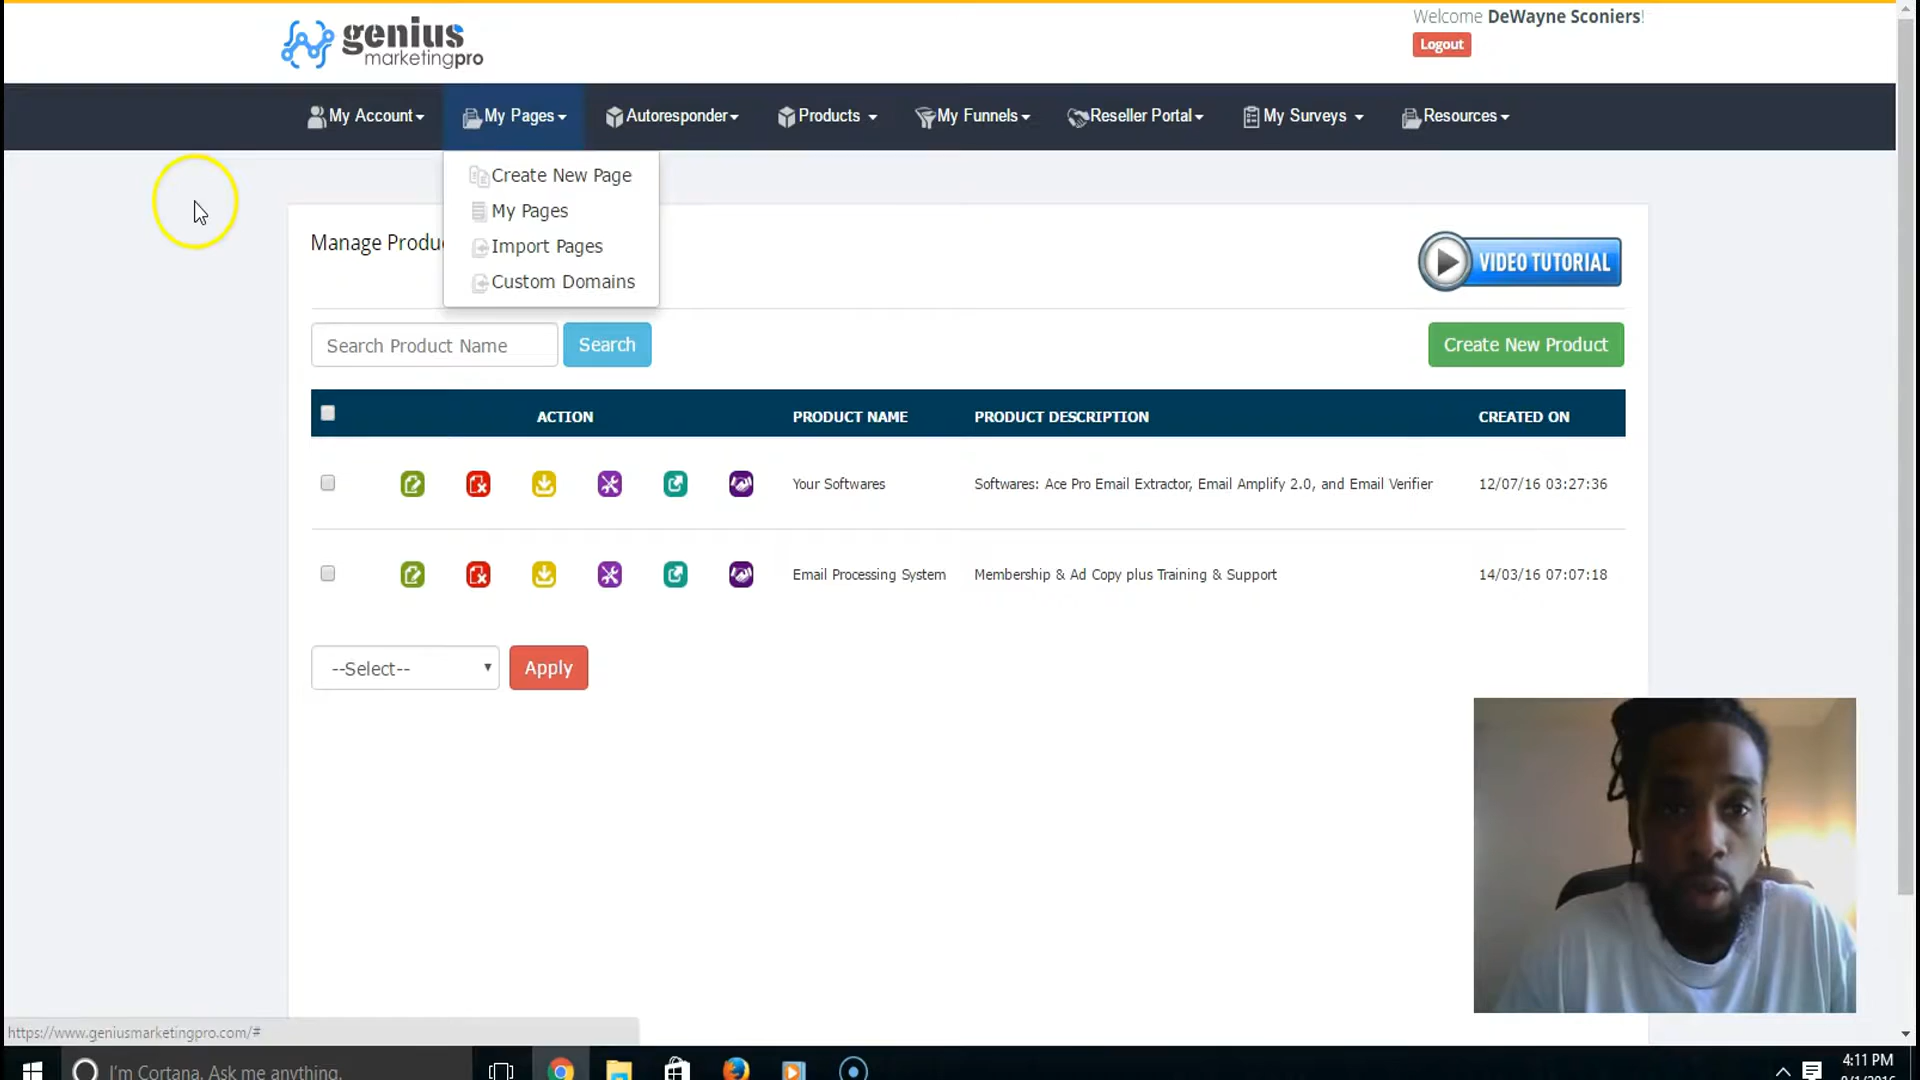 genius
marketingpro
Welcome DeWayne Sconiers!
Logout
My Account
My Pages
Autoresponder
Products
My Funnels
Reseller Portal
My Surveys
Resources
Create New Page
My Pages
Import Pages
Custom Domains
Manage Produ
VIDEO TUTORIAL
Search Product Name
Search
Create New Product
ACTION
PRODUCT NAME
PRODUCT DESCRIPTION
CREATED ON
Your Softwares
Softwares: Ace Pro Email Extractor, Email Amplify 2.0, and Email Verifier
12/07/16 03:27:36
Email Processing System
Membership & Ad Copy plus Training & Support
14/03/16 07:07:18
--Select--
Apply
https://www.geniusmarketingpro.com/#
I'm Cortana. Ask me anything.
4:11 PM